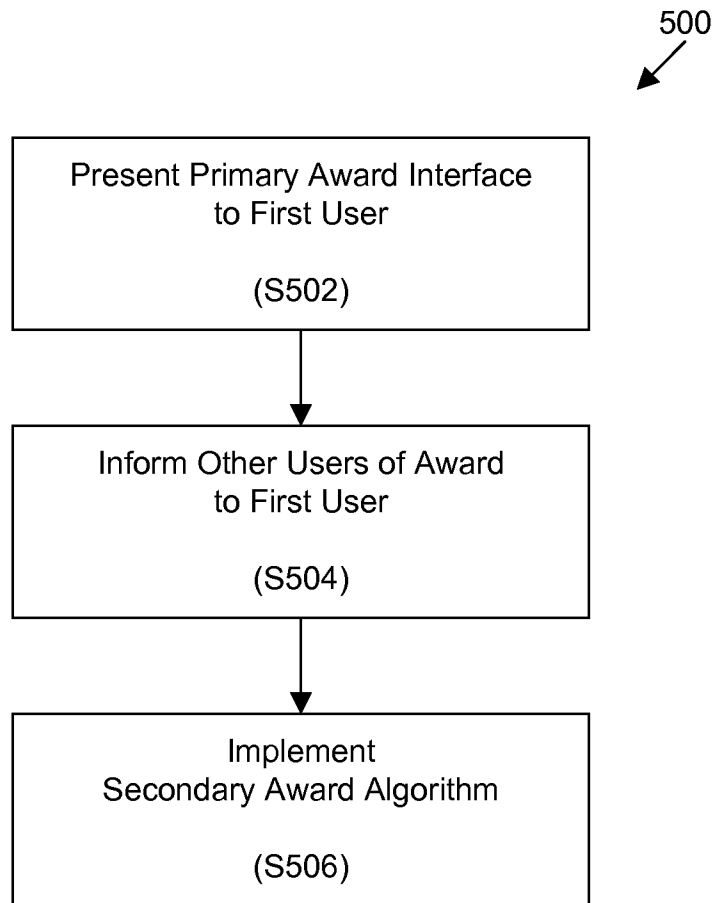 500
Present Primary Award Interface
to First User
(S502)
Inform Other Users of Award
to First User
(S504)
Implement
Secondary Award Algorithm
(S506)